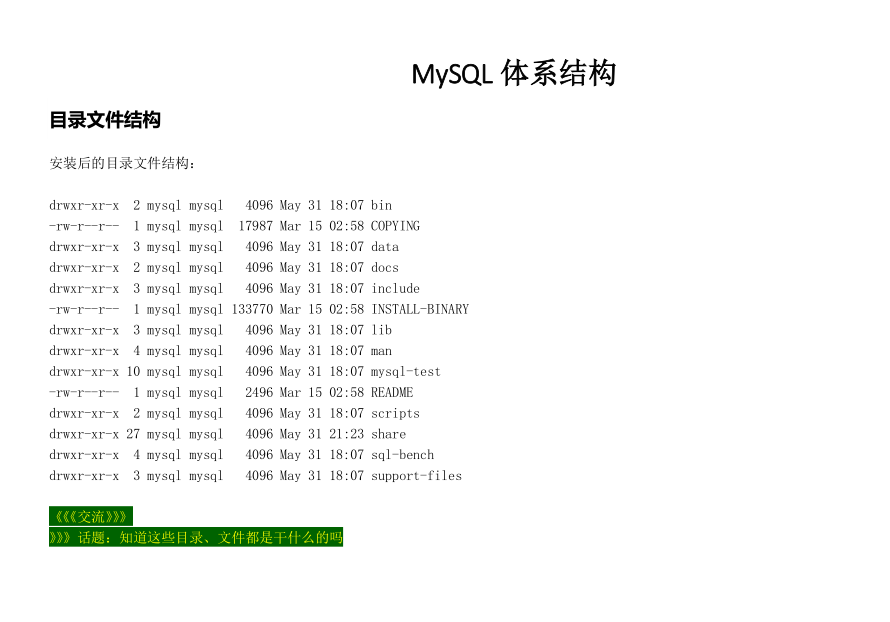 MySQL 体系结构
目录文件结构
安装后的目录文件结构：
drwxr-xr-x  2 mysql mysql   4096 May 31 18:07 bin
-rw-r--r--  1 mysql mysql  17987 Mar 15 02:58 COPYING
drwxr-xr-x  3 mysql mysql   4096 May 31 18:07 data
drwxr-xr-x  2 mysql mysql   4096 May 31 18:07 docs
drwxr-xr-x  3 mysql mysql   4096 May 31 18:07 include
-rw-r--r--  1 mysql mysql 133770 Mar 15 02:58 INSTALL-BINARY
drwxr-xr-x  3 mysql mysql   4096 May 31 18:07 lib
drwxr-xr-x  4 mysql mysql   4096 May 31 18:07 man
drwxr-xr-x 10 mysql mysql   4096 May 31 18:07 mysql-test
-rw-r--r--  1 mysql mysql   2496 Mar 15 02:58 README
drwxr-xr-x  2 mysql mysql   4096 May 31 18:07 scripts
drwxr-xr-x 27 mysql mysql   4096 May 31 21:23 share
drwxr-xr-x  4 mysql mysql   4096 May 31 18:07 sql-bench
drwxr-xr-x  3 mysql mysql   4096 May 31 18:07 support-files
《《《交流》》》
》》》话题：知道这些目录、文件都是干什么的吗